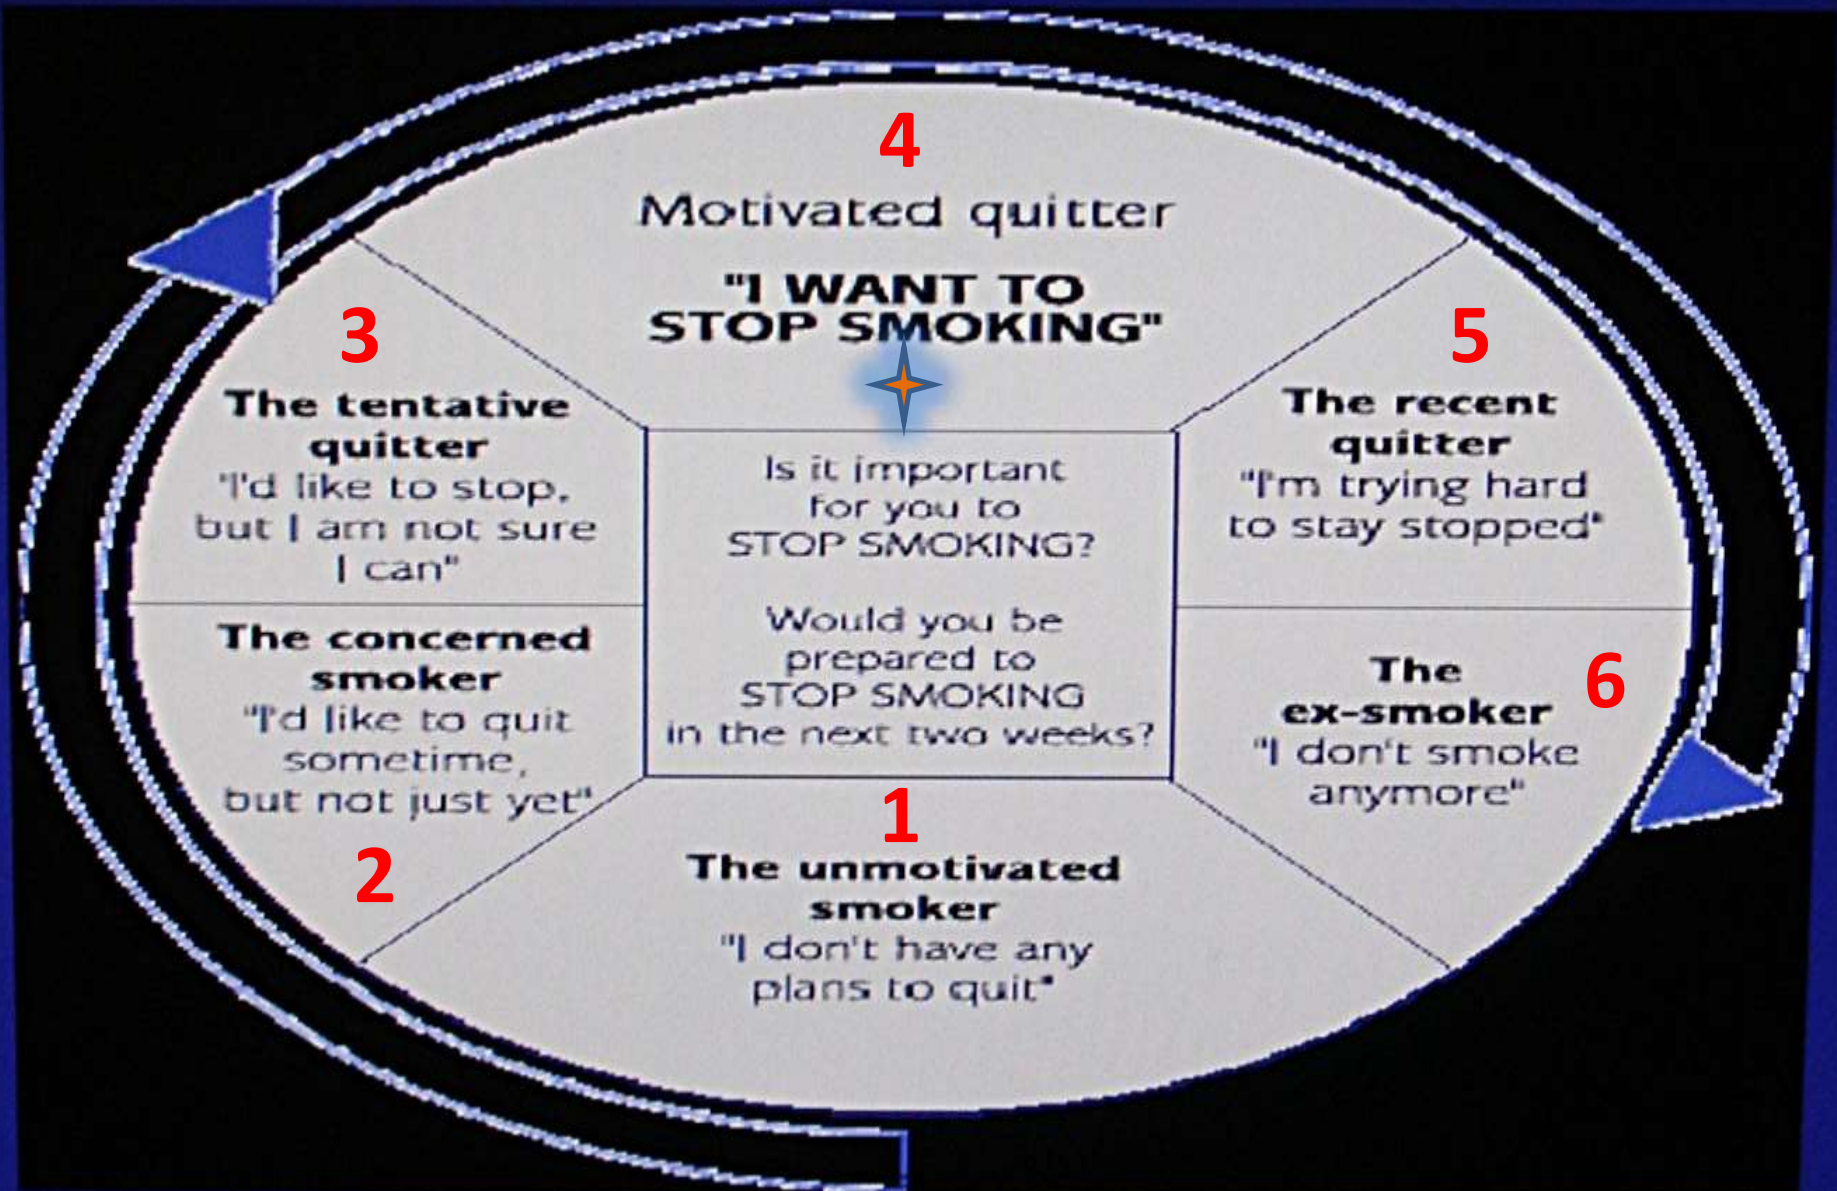 4
Motivated quitter
"I WANT TO
STOP SMOKING"
3
The tentative
quitter
"I'd like to stop,
but I am not sure
I can"
5
The recent
quitter
"I'm trying hard
to stay stopped"
Is it important
for you to
STOP SMOKING?
Would you be
prepared to
STOP SMOKING
in the next two weeks?
The concerned
smoker
"I'd like to quit
sometime,
but not just yet"
2
The
ex-smoker
"I don't smoke
anymore"
6
1
The unmotivated
smoker
"I don't have any
plans to quit"